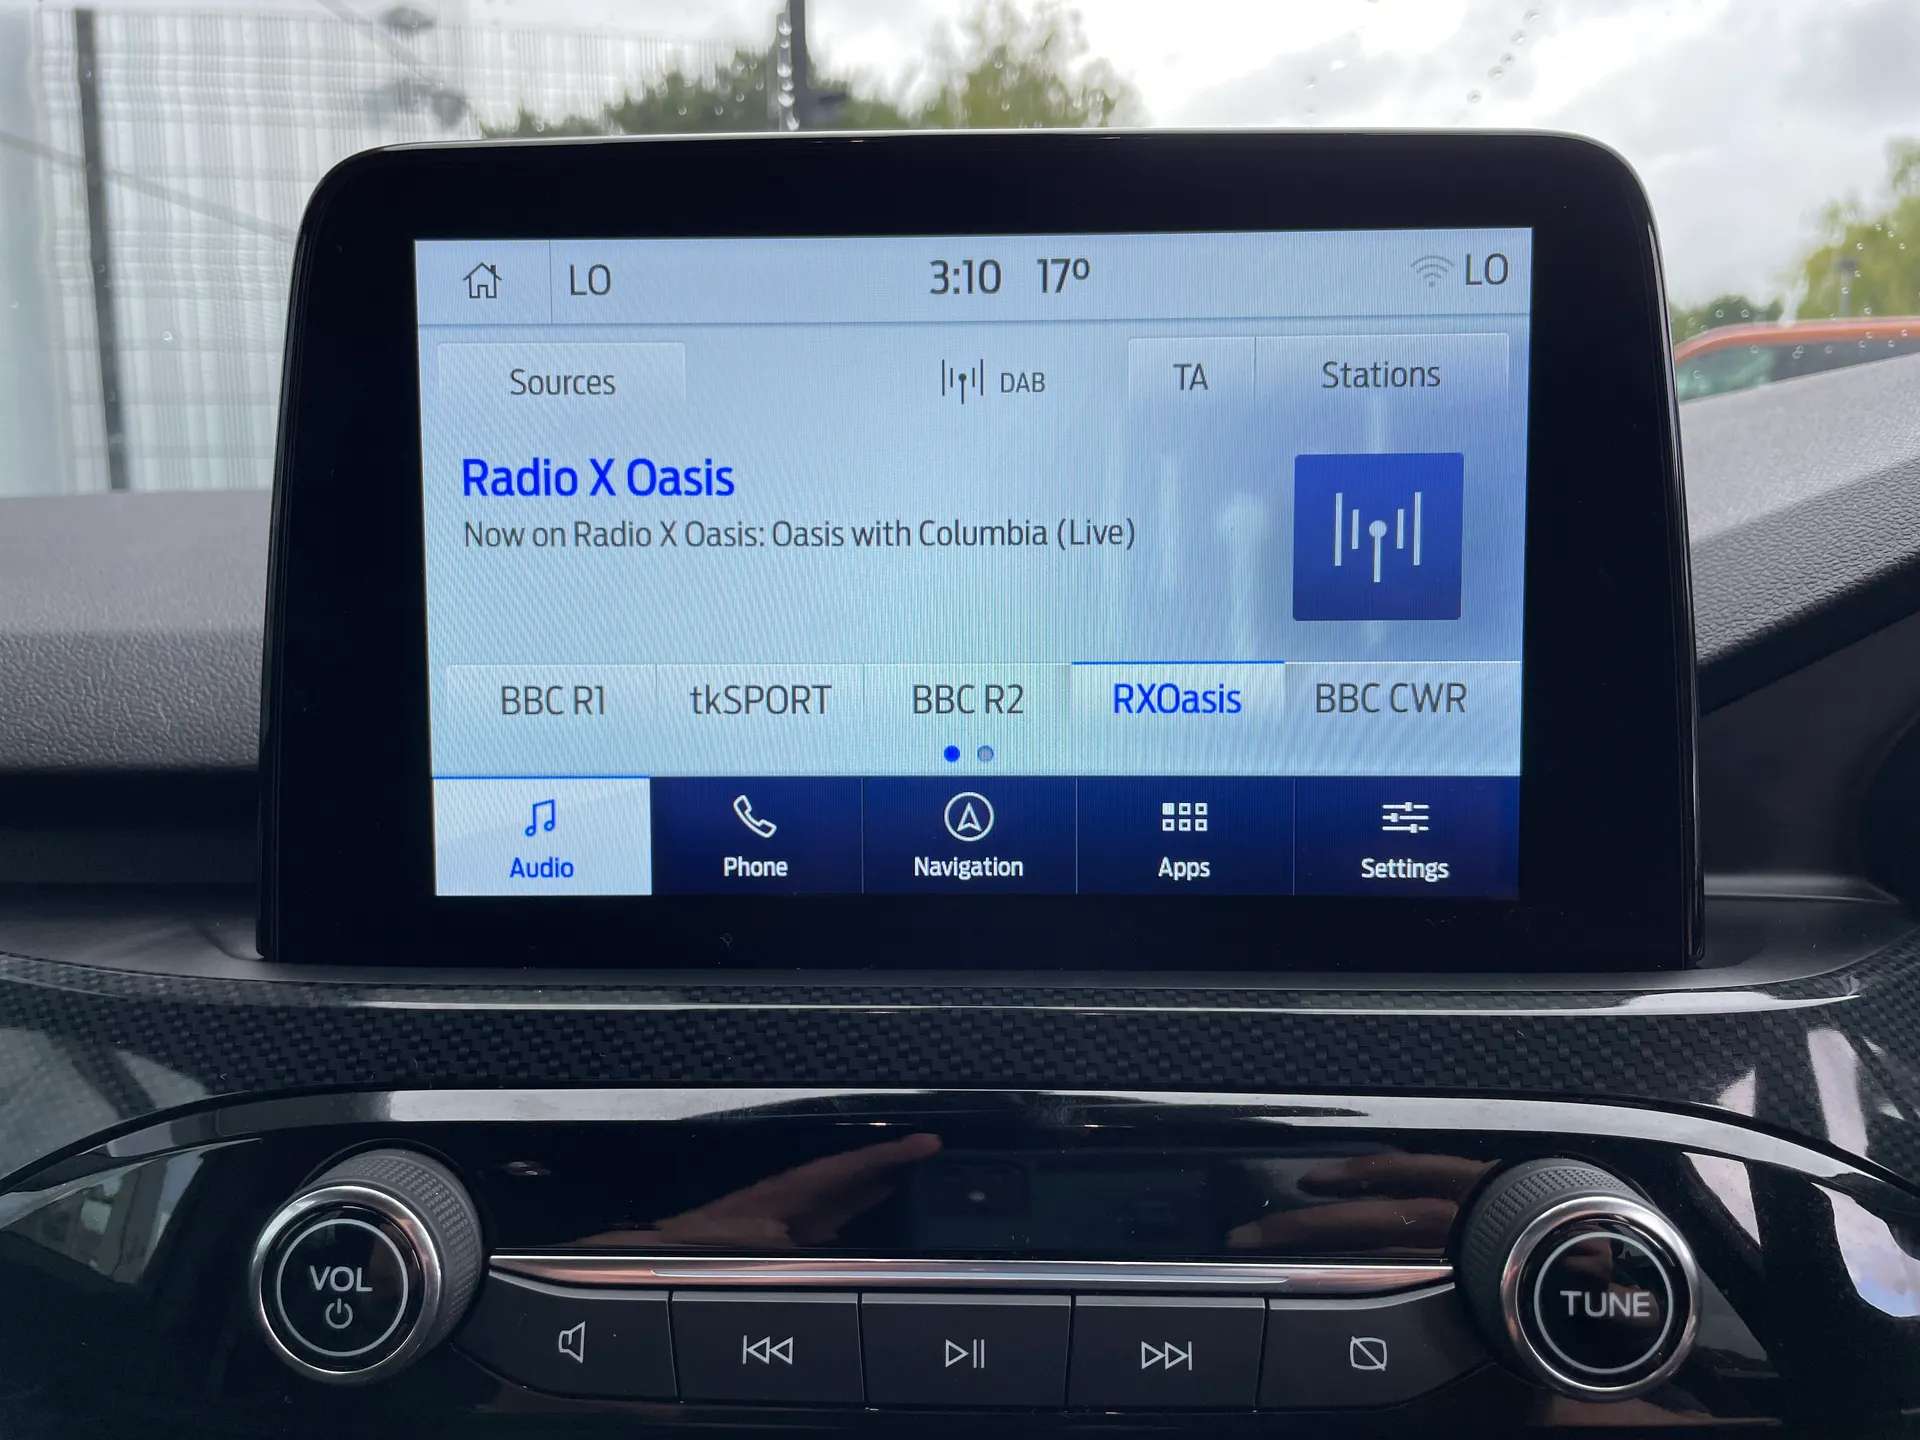 LO 3:10 17º LO
Sources DAB TA Stations
Radio X Oasis
Now on Radio X Oasis: Oasis with Columbia (Live)
BBC R1 tkSPORT BBC R2 RXOasis BBC CWR
Audio Phone Navigation Apps Settings
VOL TUNE